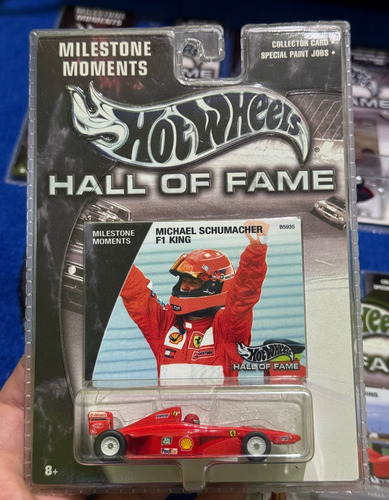 MILESTONE
MOMENTS
COLLECTOR CARD
SPECIAL PAINT JOBS
Hot Wheels
HALL OF FAME
MILESTONE
MOMENTS
MICHAEL SCHUMACHER
F1 KING
B5935
Hot Wheels
HALL OF FAME
FedEx
8+